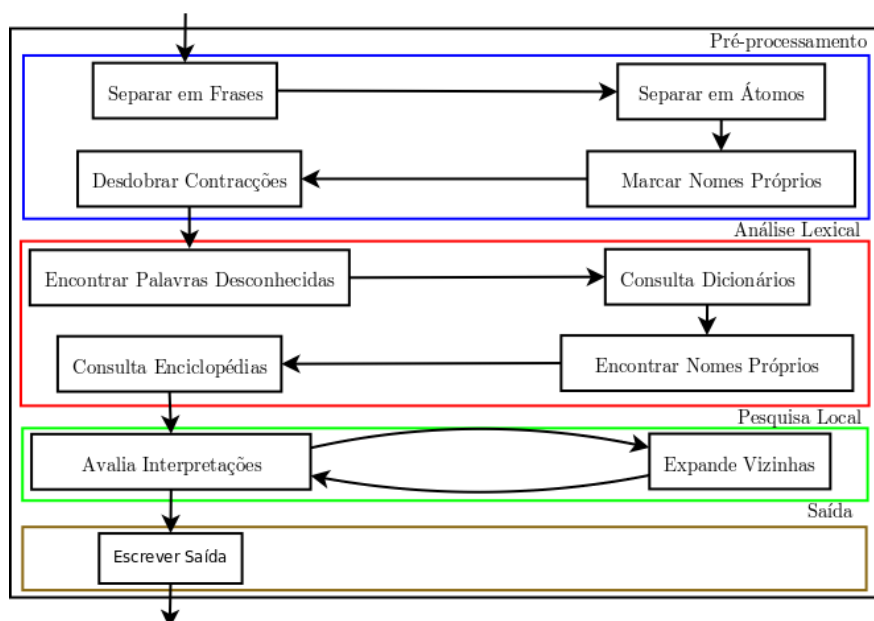 Pré-processamento
Separar em Frases
Separar em Átomos
Desdobrar Contracções
Marcar Nomes Próprios
Análise Lexical
Encontrar Palavras Desconhecidas
Consulta Dicionários
Consulta Enciclopédias
Encontrar Nomes Próprios
Pesquisa Local
Avalia Interpretações
Expande Vizinhas
Saída
Escrever Saída